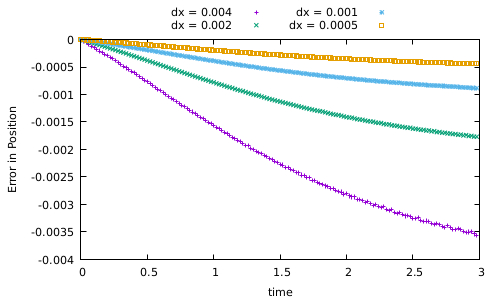 dx = 0.004
dx = 0.001
dx = 0.002
dx = 0.0005
0
-0.0005
-0.001
-0.0015
-0.002
-0.0025
-0.003
-0.0035
-0.004
Error in Position
0 0.5 1 1.5 2 2.5 3
time